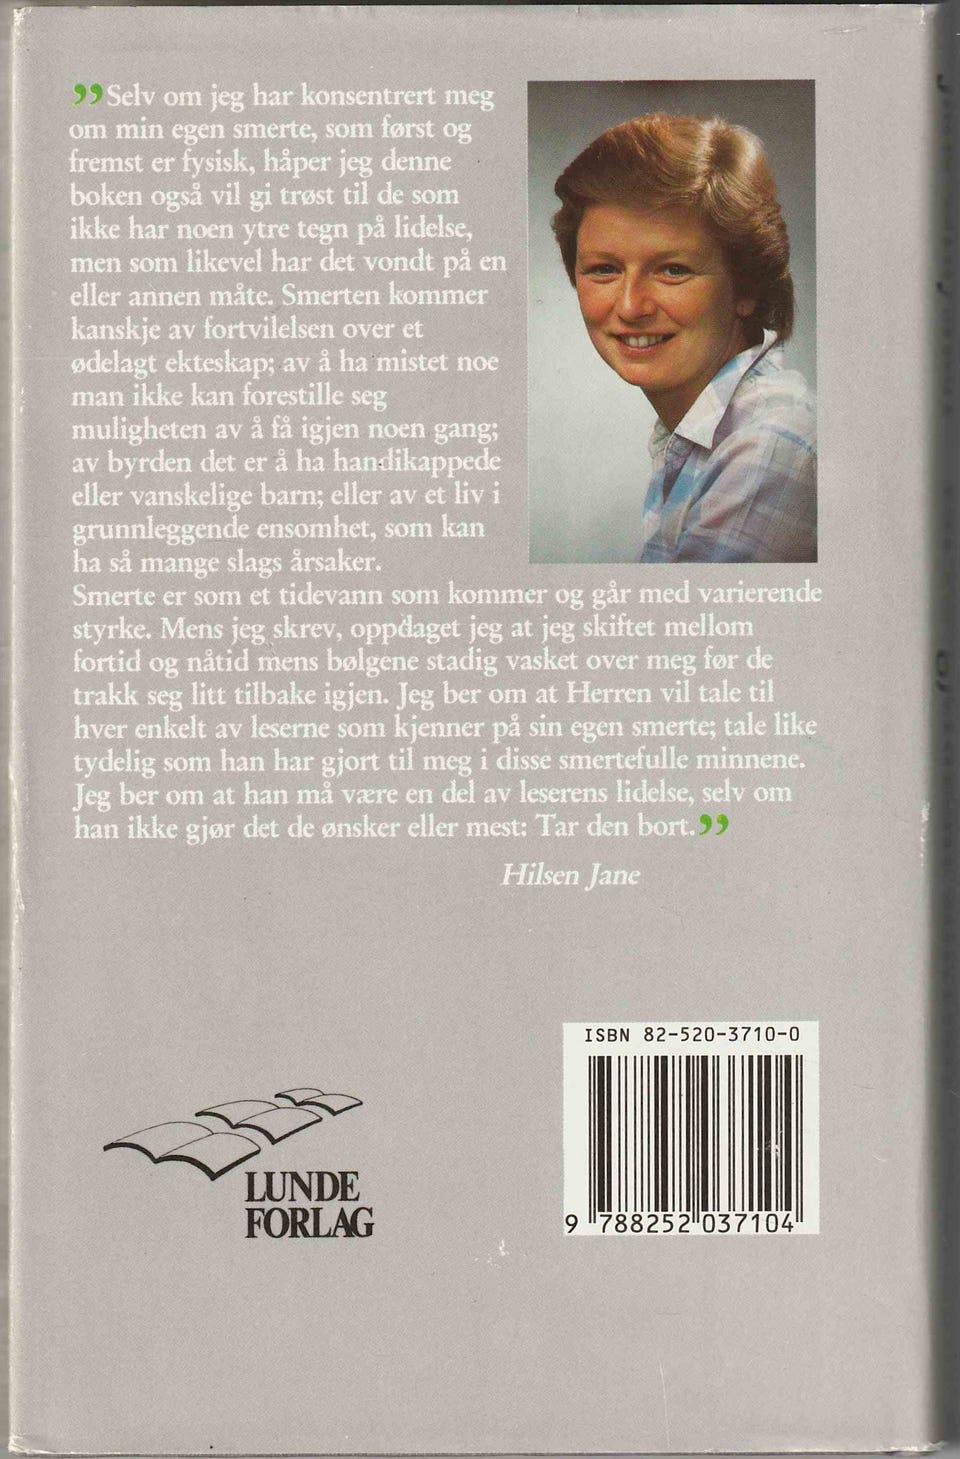 ”Selv om jeg har konsentrert meg
om min egen smerte, som først og
fremst er fysisk, håper jeg denne
boken også vil gi trøst til de som
ikke har noen ytre tegn på lidelse,
men som likevel har det vondt på en
eller annen måte. Smerten kommer
kanskje av fortvilelsen over et
ødelagt ekteskap; av å ha mistet noe
man ikke kan forestille seg
muligheten av å få igjen noen gang;
av byrden det er å ha handikappede
eller vanskelige barn; eller av et liv i
grunnleggende ensomhet, som kan
ha så mange slags årsaker.
Smerte er som et tidevann som kommer og går med varierende
styrke. Mens jeg skrev, oppdaget jeg at jeg skiftet mellom
fortid og nåtid mens bølgene stadig vasket over meg før de
trakk seg litt tilbake igjen. Jeg ber om at Herren vil tale til
hver enkelt av leserne som kjenner på sin egen smerte; tale like
tydelig som han har gjort til meg i disse smertefulle minnene.
Jeg ber om at han må være en del av leserens lidelse, selv om
han ikke gjør det de ønsker eller mest: Tar den bort.”
Hilsen Jane
ISBN 82-520-3710-0
9 788252 037104
LUNDE
FORLAG